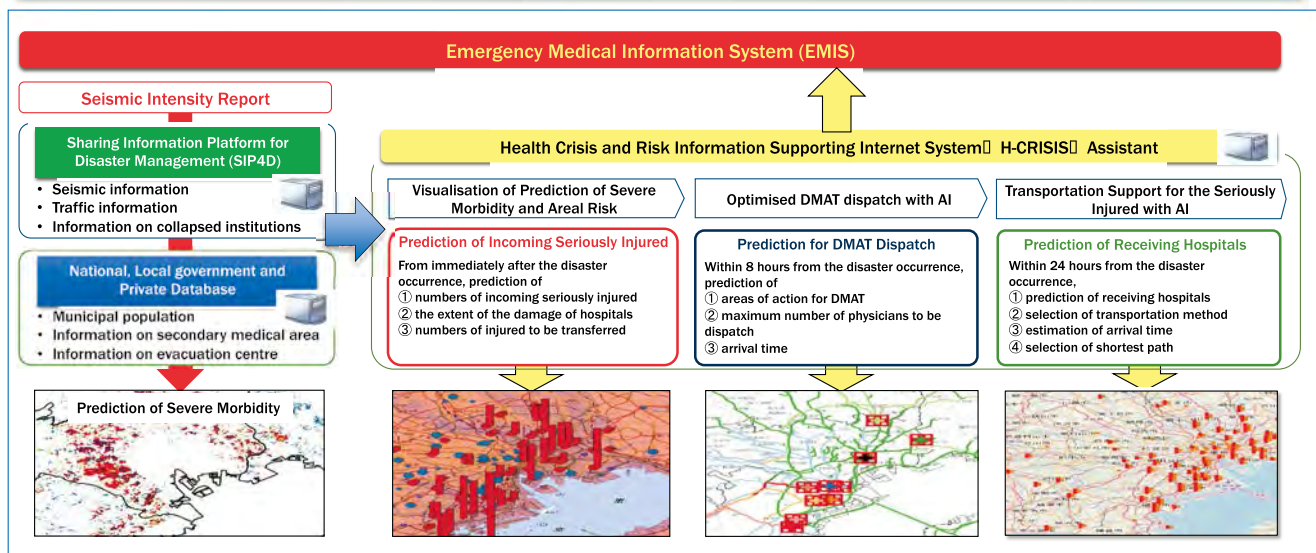 Emergency Medical Information System (EMIS)
Seismic Intensity Report
Sharing Information Platform for
Disaster Management (SIP4D)
• Seismic information
• Traffic information
• Information on collapsed institutions
National, Local government and
Private Database
• Municipal population
• Information on secondary medical area
• Information on evacuation centre
Prediction of Severe Morbidity
Health Crisis and Risk Information Supporting Internet System▯ H-CRISIS▯ Assistant
Visualisation of Prediction of Severe
Morbidity and Areal Risk
Prediction of Incoming Seriously Injured
From immediately after the disaster
occurrence, prediction of
① numbers of incoming seriously injured
② the extent of the damage of hospitals
③ numbers of injured to be transferred
Optimised DMAT dispatch with AI
Prediction for DMAT Dispatch
Within 8 hours from the disaster occurrence,
prediction of
① areas of action for DMAT
② maximum number of physicians to be
dispatch
③ arrival time
Transportation Support for the Seriously
Injured with AI
Prediction of Receiving Hospitals
Within 24 hours from the disaster
occurrence,
① prediction of receiving hospitals
② selection of transportation method
③ estimation of arrival time
④ selection of shortest path